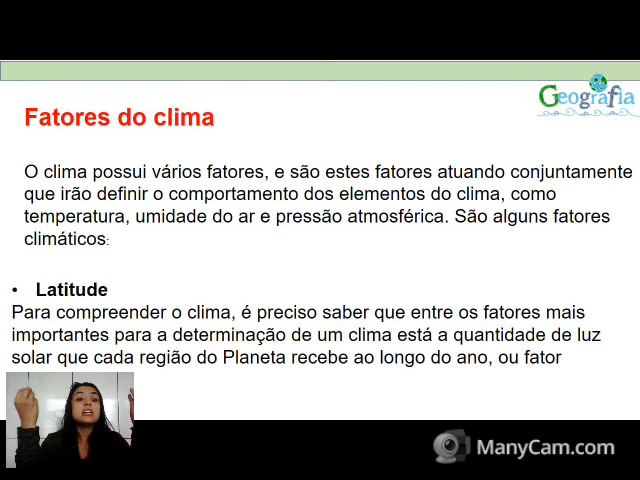 Geografia
Fatores do clima
O clima possui vários fatores, e são estes fatores atuando conjuntamente
que irão definir o comportamento dos elementos do clima, como
temperatura, umidade do ar e pressão atmosférica. São alguns fatores
climáticos:
• Latitude
Para compreender o clima, é preciso saber que entre os fatores mais
importantes para a determinação de um clima está a quantidade de luz
solar que cada região do Planeta recebe ao longo do ano, ou fator
ManyCam.com